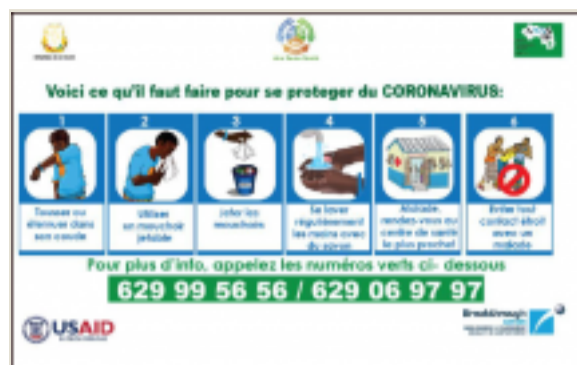 Voici ce qu'il faut faire pour se proteger du CORONAVIRUS:
1
Tousser ou
éternuer dans
son coude
2
Utiliser
un mouchoir
jetable
3
Jeter les
mouchoirs
4
Se laver
régulièrement
les mains avec
du savon
5
Malade,
rendez-vous au
centre de santé
le plus proche!
6
Eviter tout
contact étroit
avec un
malade
Pour plus d'info, appelez les numéros verts ci- dessous
629 99 56 56 / 629 06 97 97
USAID
Breakthrough